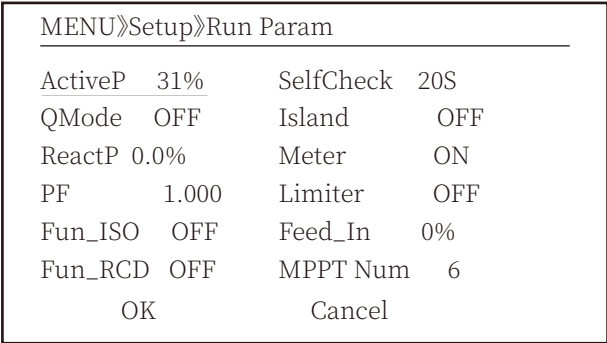 MENU》Setup》Run Param
ActiveP 31% SelfCheck 20S
QMode OFF Island OFF
ReactP 0.0% Meter ON
PF 1.000 Limiter OFF
Fun_ISO OFF Feed_In 0%
Fun_RCD OFF MPPT Num 6
OK Cancel